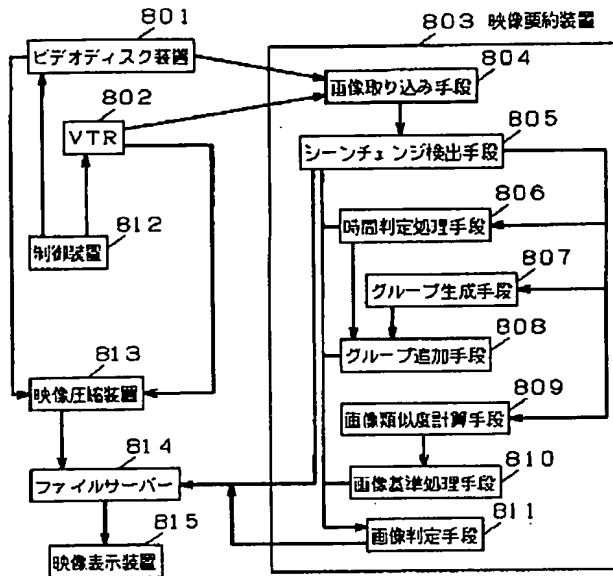 801
ビデオディスク装置
802
VTR
812
制御装置
813
映像圧縮装置
814
ファイルサーバー
815
映像表示装置
803 映像要約装置
804
画像取り込み手段
805
シーンチェンジ検出手段
806
時間判定処理手段
807
グループ生成手段
808
グループ追加手段
809
画像類似度計算手段
810
画像基準処理手段
811
画像判定手段